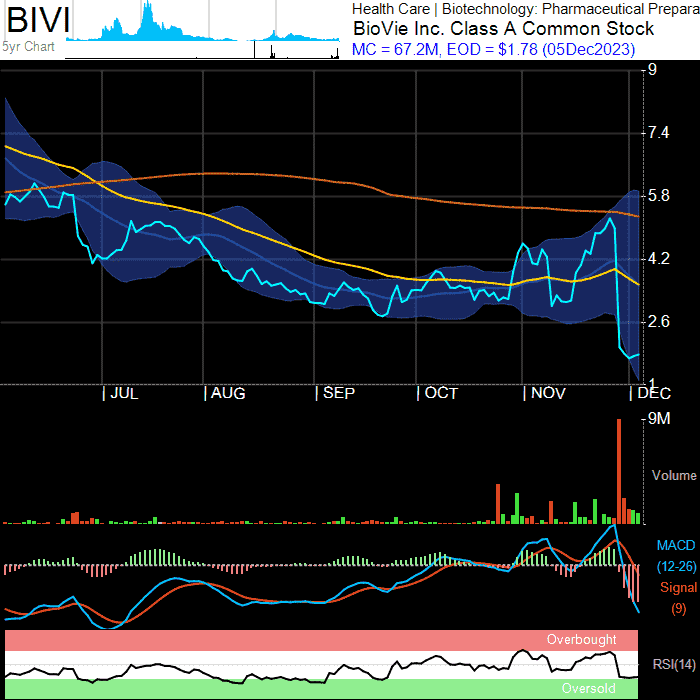 BIVI
5yr Chart
Health Care | Biotechnology: Pharmaceutical Prepara
BioVie Inc. Class A Common Stock
MC = 67.2M, EOD = $1.78 (05Dec2023)
9
7.4
5.8
4.2
2.6
1
| JUL | AUG | SEP | OCT | NOV | DEC
9M
Volume
MACD
(12-26)
Signal
(9)
Overbought
RSI(14)
Oversold